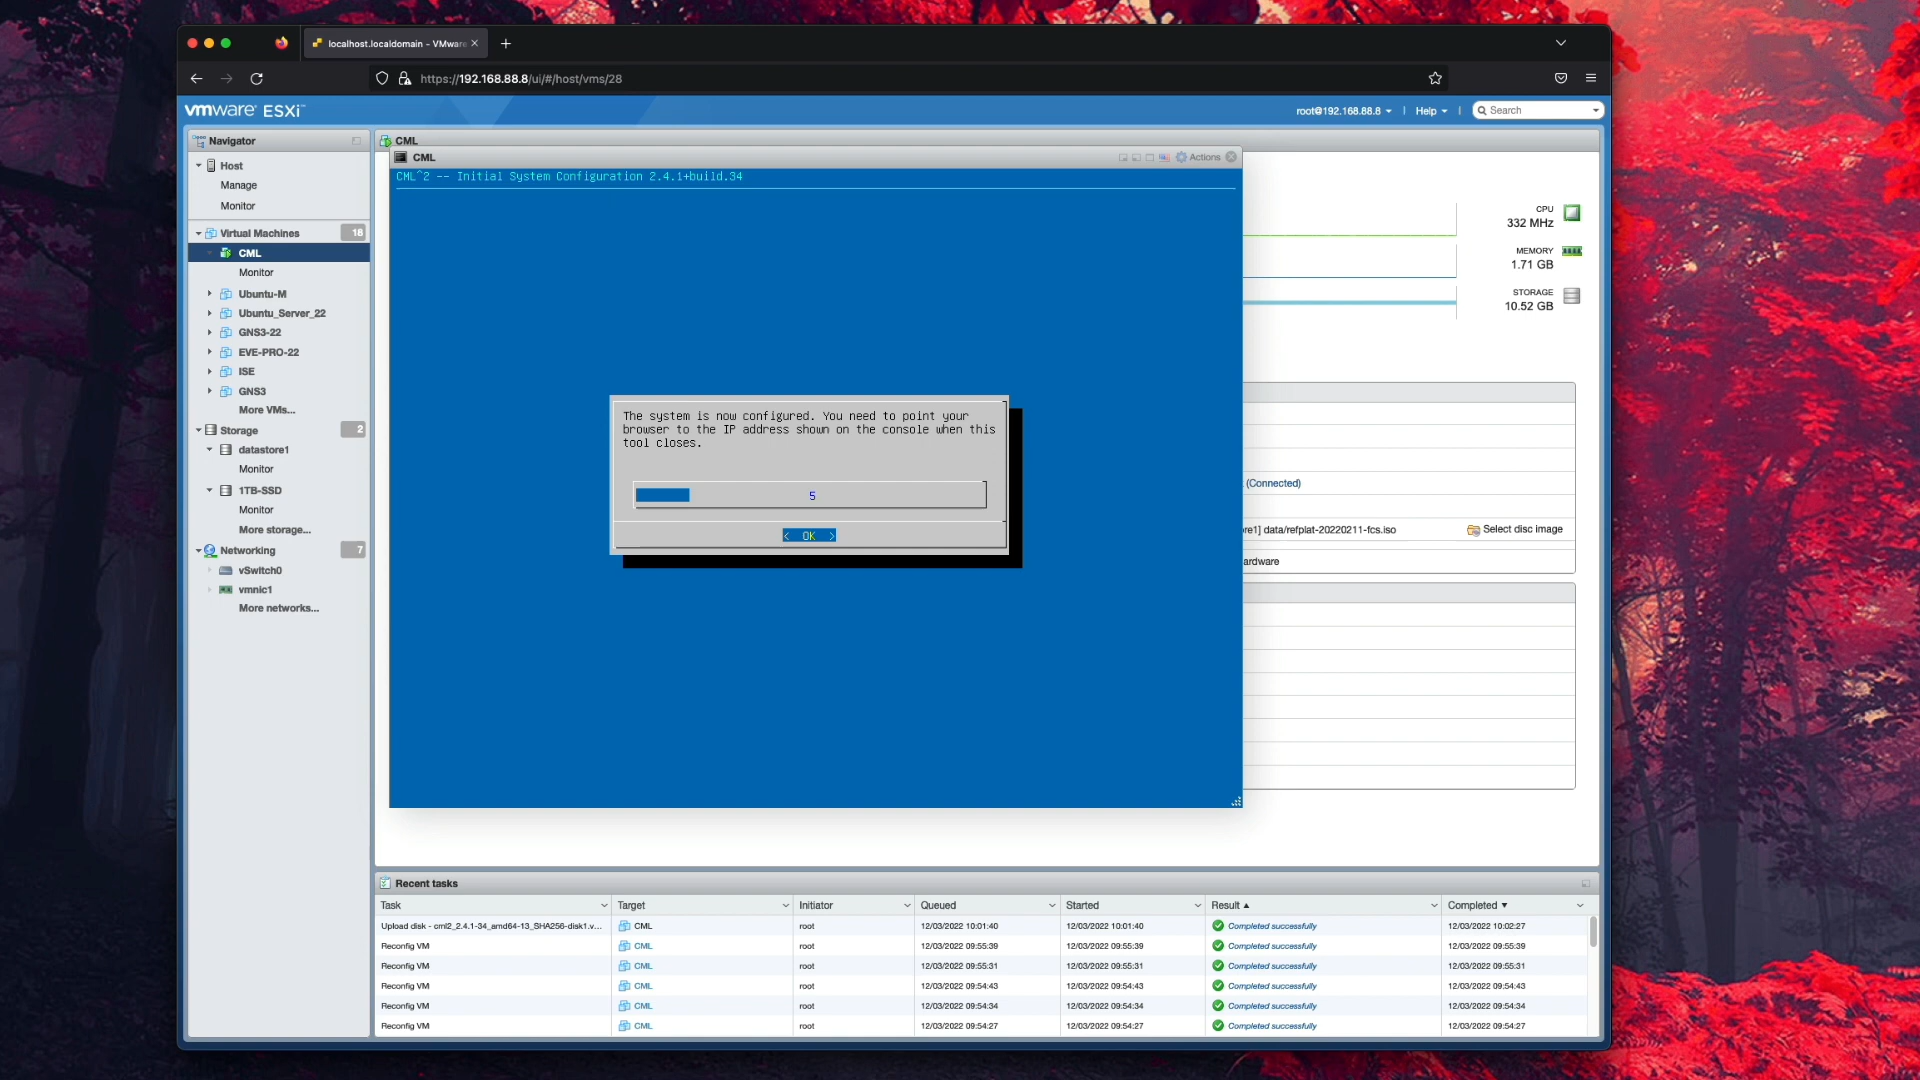 localhost.localdomain - VMware
https://192.168.88.8/ui/#/host/vms/28
vmware ESXi™
root@192.168.88.8
Help
Search
Navigator
Host
Manage
Monitor
Virtual Machines
18
CML
Monitor
Ubuntu-M
Ubuntu_Server_22
GNS3-22
EVE-PRO-22
ISE
GNS3
More VMs...
Storage
2
datastore1
Monitor
1TB-SSD
Monitor
More storage...
Networking
7
vSwitch0
vmnic1
More networks...
CML
CML
Actions
CML^2 -- Initial System Configuration 2.4.1+build.34
The system is now configured. You need to point your
browser to the IP address shown on the console when this
tool closes.
5
< OK >
CPU
332 MHz
MEMORY
1.71 GB
STORAGE
10.52 GB
(Connected)
re1] data/refplat-20220211-fcs.iso
Select disc image
ardware
Recent tasks
Task Target Initiator Queued Started Result ▲ Completed ▼
Upload disk - cml2_2.4.1-34_amd64-13_SHA256-disk1.v... CML root 12/03/2022 10:01:40 12/03/2022 10:01:40 Completed successfully 12/03/2022 10:02:27
Reconfig VM CML root 12/03/2022 09:55:39 12/03/2022 09:55:39 Completed successfully 12/03/2022 09:55:39
Reconfig VM CML root 12/03/2022 09:55:31 12/03/2022 09:55:31 Completed successfully 12/03/2022 09:55:31
Reconfig VM CML root 12/03/2022 09:54:43 12/03/2022 09:54:43 Completed successfully 12/03/2022 09:54:43
Reconfig VM CML root 12/03/2022 09:54:34 12/03/2022 09:54:34 Completed successfully 12/03/2022 09:54:34
Reconfig VM CML root 12/03/2022 09:54:27 12/03/2022 09:54:27 Completed successfully 12/03/2022 09:54:27